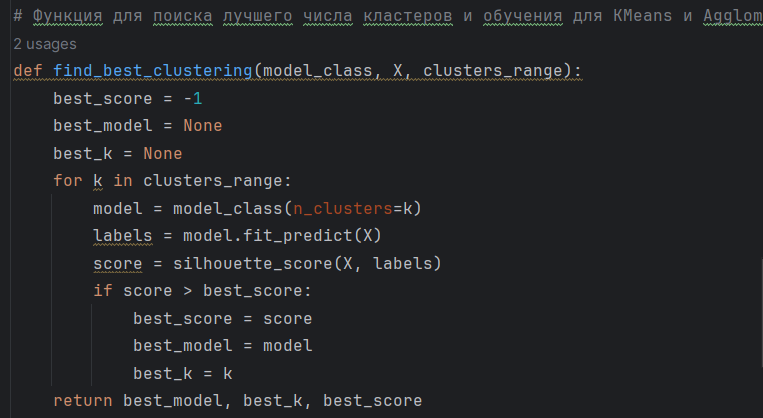 # Функция для поиска лучшего числа кластеров и обучения для KMeans и Agglom
2 usages
def find_best_clustering(model_class, X, clusters_range):
    best_score = -1
    best_model = None
    best_k = None
    for k in clusters_range:
        model = model_class(n_clusters=k)
        labels = model.fit_predict(X)
        score = silhouette_score(X, labels)
        if score > best_score:
            best_score = score
            best_model = model
            best_k = k
    return best_model, best_k, best_score